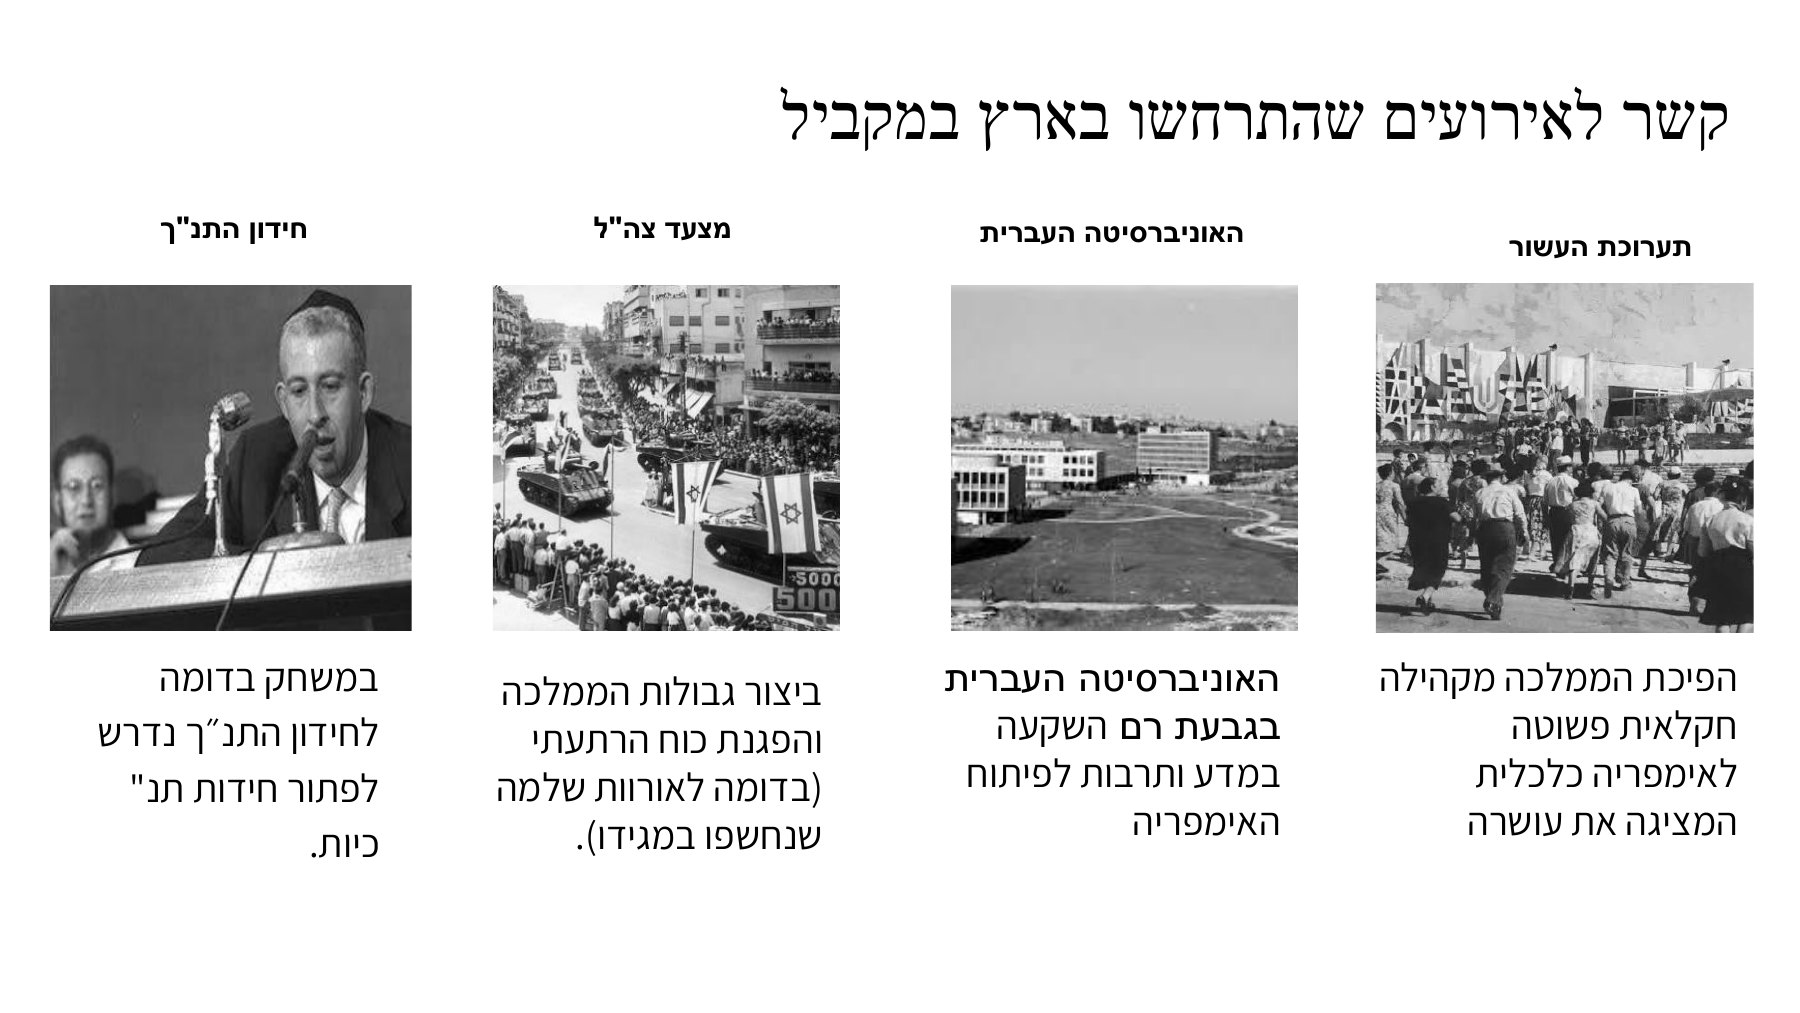 קשר לאירועים שהתרחשו בארץ במקביל
תערוכת העשור
הפיכת הממלכה מקהילה
חקלאית פשוטה
לאימפריה כלכלית
המציגה את עושרה
האוניברסיטה העברית
האוניברסיטה העברית
בגבעת רם השקעה
במדע ותרבות לפיתוח
האימפריה
מצעד צה"ל
5000
500
ביצור גבולות הממלכה
והפגנת כוח הרתעתי
(בדומה לאורוות שלמה
שנחשפו במגידו).
חידון התנ"ך
במשחק בדומה
לחידון התנ״ך נדרש
לפתור חידות תנ"
כיות.